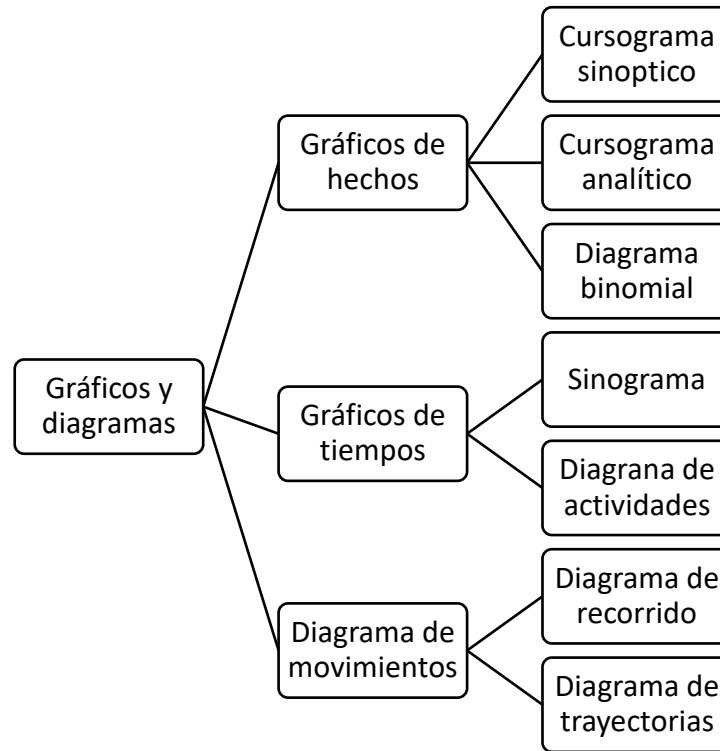 Gráficos y
diagramas
Gráficos de
hechos
Cursograma
sinoptico
Cursograma
analítico
Diagrama
binomial
Gráficos de
tiempos
Sinograma
Diagrana de
actividades
Diagrama de
movimientos
Diagrama de
recorrido
Diagrama de
trayectorias